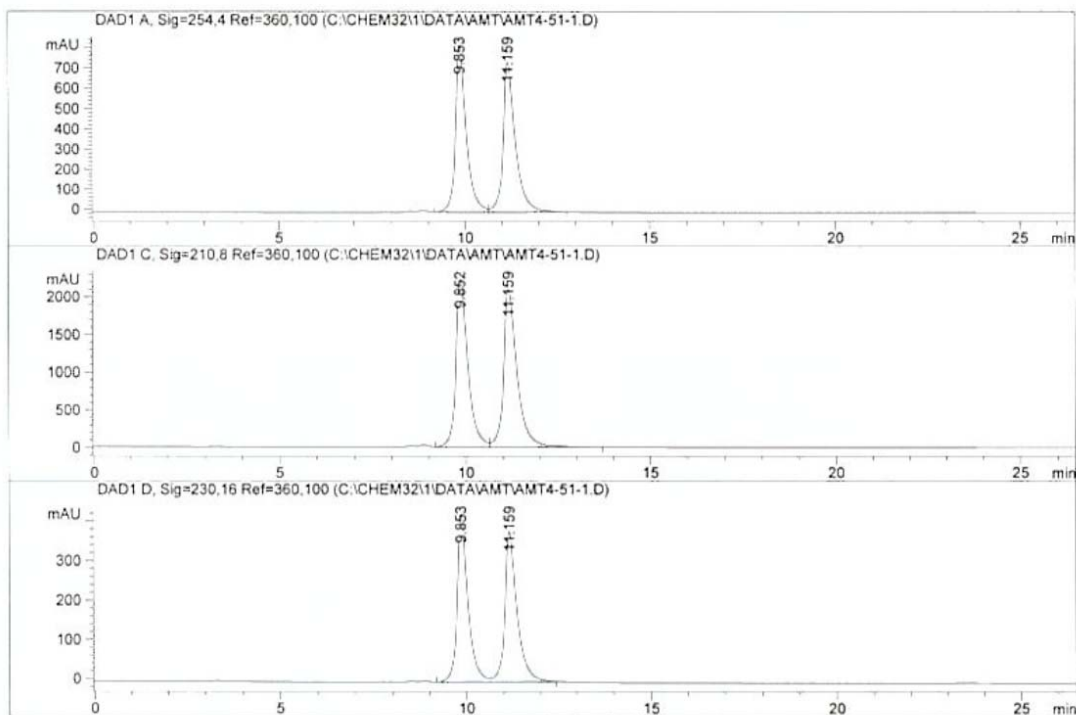 DAD1 A, Sig=254,4 Ref=360,100 (C:\CHEM32\1\DATA\AMT\AMT4-51-1.D)
mAU
9.853
11.159
700
600
500
400
300
200
100
0
0 5 10 15 20 25 min
DAD1 C, Sig=210,8 Ref=360,100 (C:\CHEM32\1\DATA\AMT\AMT4-51-1.D)
mAU
9.852
11.159
2000
1500
1000
500
0
0 5 10 15 20 25 min
DAD1 D, Sig=230,16 Ref=360,100 (C:\CHEM32\1\DATA\AMT\AMT4-51-1.D)
mAU
9.853
11.159
300
200
100
0
0 5 10 15 20 25 min